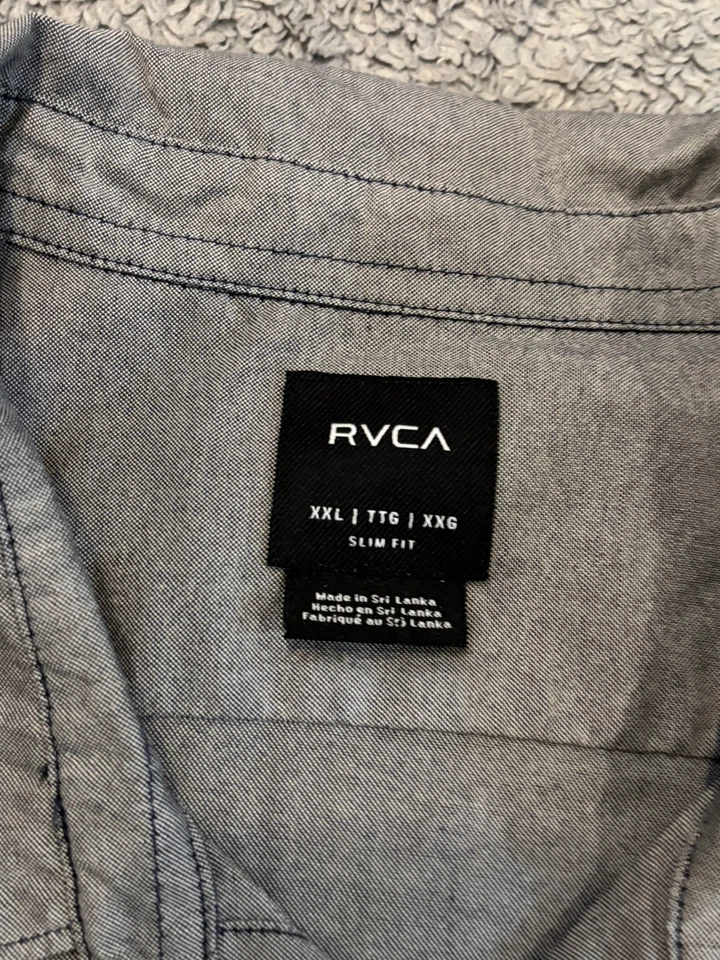 RVCA
XXL | TTG | XXG
SLIM FIT
Made in Sri Lanka
Hecho en Sri Lanka
Fabriqué au Sri Lanka